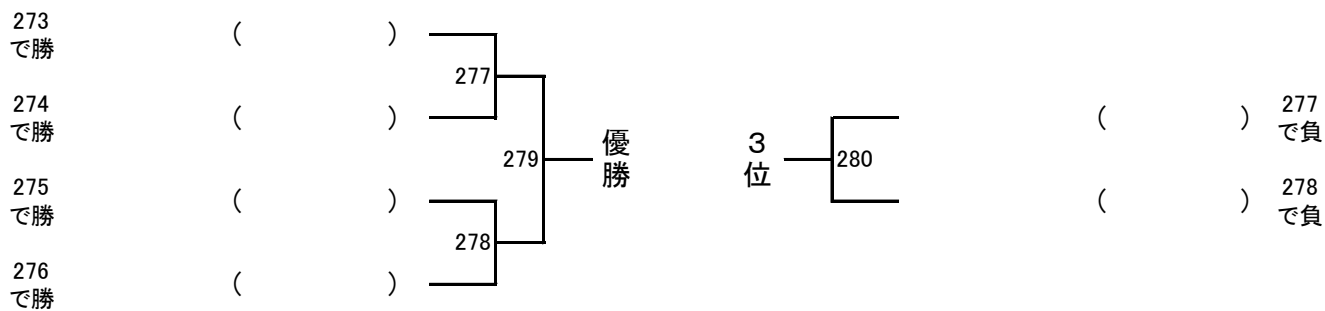 273
で勝 ( )
277
274
で勝 ( )
279
優勝
275
で勝 ( )
278
276
で勝 ( )
3位
280
( ) 277
で負
( ) 278
で負